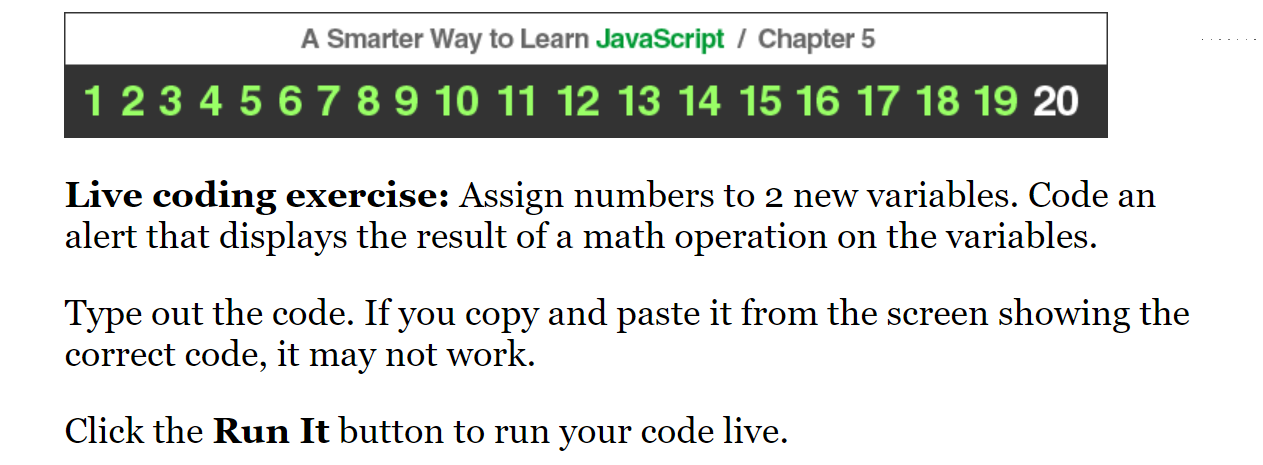 A Smarter Way to Learn JavaScript / Chapter 5
1 2 3 4 5 6 7 8 9 10 11 12 13 14 15 16 17 18 19 20
Live coding exercise: Assign numbers to 2 new variables. Code an
alert that displays the result of a math operation on the variables.
Type out the code. If you copy and paste it from the screen showing the
correct code, it may not work.
Click the Run It button to run your code live.